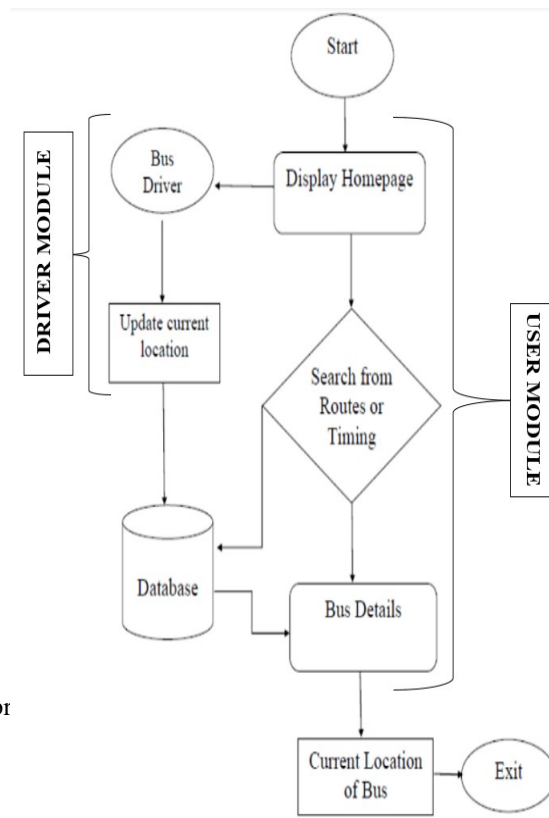 Start
DRIVER MODULE
Bus
Driver
Display Homepage
Update current
location
Search from
Routes or
Timing
USER MODULE
Database
Bus Details
or
Current Location
of Bus
Exit